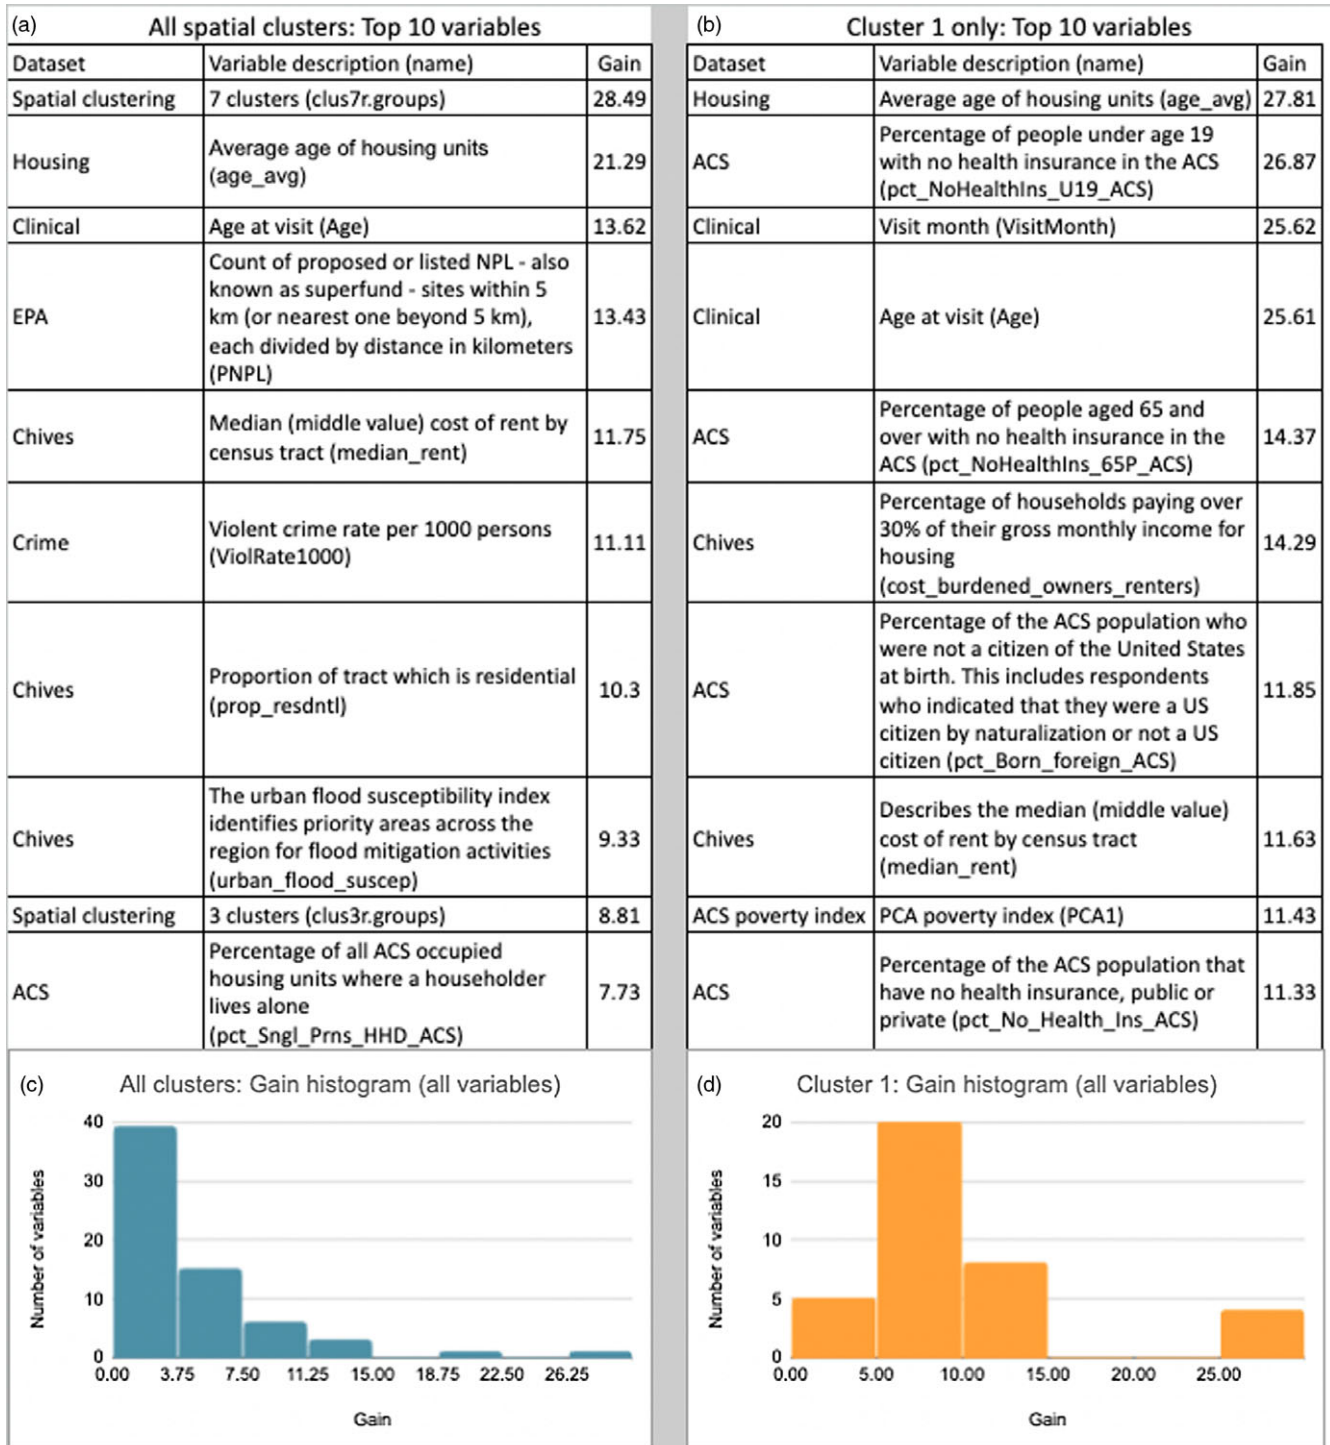 (a) All spatial clusters: Top 10 variables
Dataset Variable description (name) Gain
Spatial clustering 7 clusters (clus7r.groups) 28.49
Housing
Average age of housing units
(age_avg)
21.29
Clinical Age at visit (Age) 13.62
EPA
Count of proposed or listed NPL - also
known as superfund - sites within 5
km (or nearest one beyond 5 km),
each divided by distance in kilometers
(PNPL)
13.43
Chives
Median (middle value) cost of rent by
census tract (median_rent)
11.75
Crime
Violent crime rate per 1000 persons
(ViolRate1000)
11.11
Chives
Proportion of tract which is residential
(prop_resdntl)
10.3
Chives
The urban flood susceptibility index
identifies priority areas across the
region for flood mitigation activities
(urban_flood_suscep)
9.33
Spatial clustering 3 clusters (clus3r.groups) 8.81
ACS
Percentage of all ACS occupied
housing units where a householder
lives alone
(pct_Sngl_Prns_HHD_ACS)
7.73
(b) Cluster 1 only: Top 10 variables
Dataset Variable description (name) Gain
Housing Average age of housing units (age_avg) 27.81
ACS
Percentage of people under age 19
with no health insurance in the ACS
(pct_NoHealthIns_U19_ACS)
26.87
Clinical Visit month (VisitMonth) 25.62
Clinical Age at visit (Age) 25.61
ACS
Percentage of people aged 65 and
over with no health insurance in the
ACS (pct_NoHealthIns_65P_ACS)
14.37
Chives
Percentage of households paying over
30% of their gross monthly income for
housing
(cost_burdened_owners_renters)
14.29
ACS
Percentage of the ACS population who
were not a citizen of the United States
at birth. This includes respondents
who indicated that they were a US
citizen by naturalization or not a US
citizen (pct_Born_foreign_ACS)
11.85
Chives
Describes the median (middle value)
cost of rent by census tract
(median_rent)
11.63
ACS poverty index PCA poverty index (PCA1) 11.43
ACS
Percentage of the ACS population that
have no health insurance, public or
private (pct_No_Health_Ins_ACS)
11.33
(c) All clusters: Gain histogram (all variables)
Number of variables
40
30
20
10
0
0.00 3.75 7.50 11.25 15.00 18.75 22.50 26.25
Gain
(d) Cluster 1: Gain histogram (all variables)
Number of variables
20
15
10
5
0
0.00 5.00 10.00 15.00 20.00 25.00
Gain